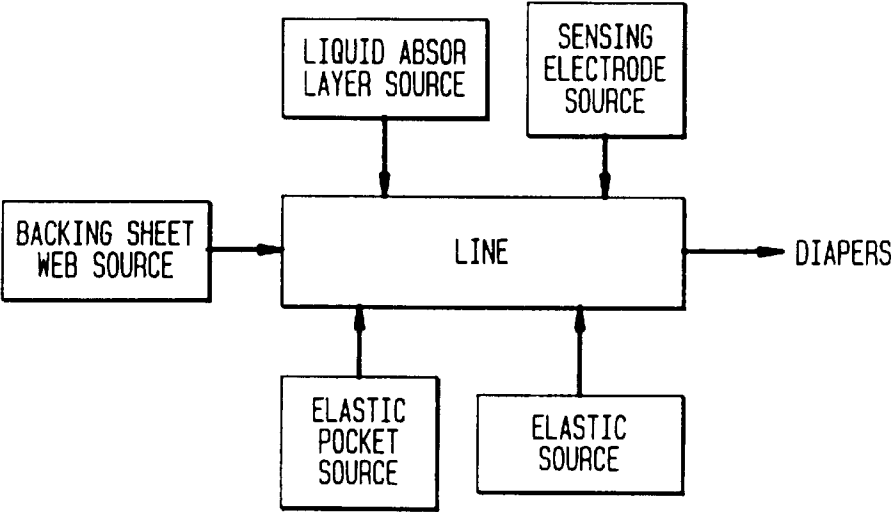 LIQUID ABSOR
LAYER SOURCE
SENSING
ELECTRODE
SOURCE
BACKING SHEET
WEB SOURCE
LINE
DIAPERS
ELASTIC
POCKET
SOURCE
ELASTIC
SOURCE